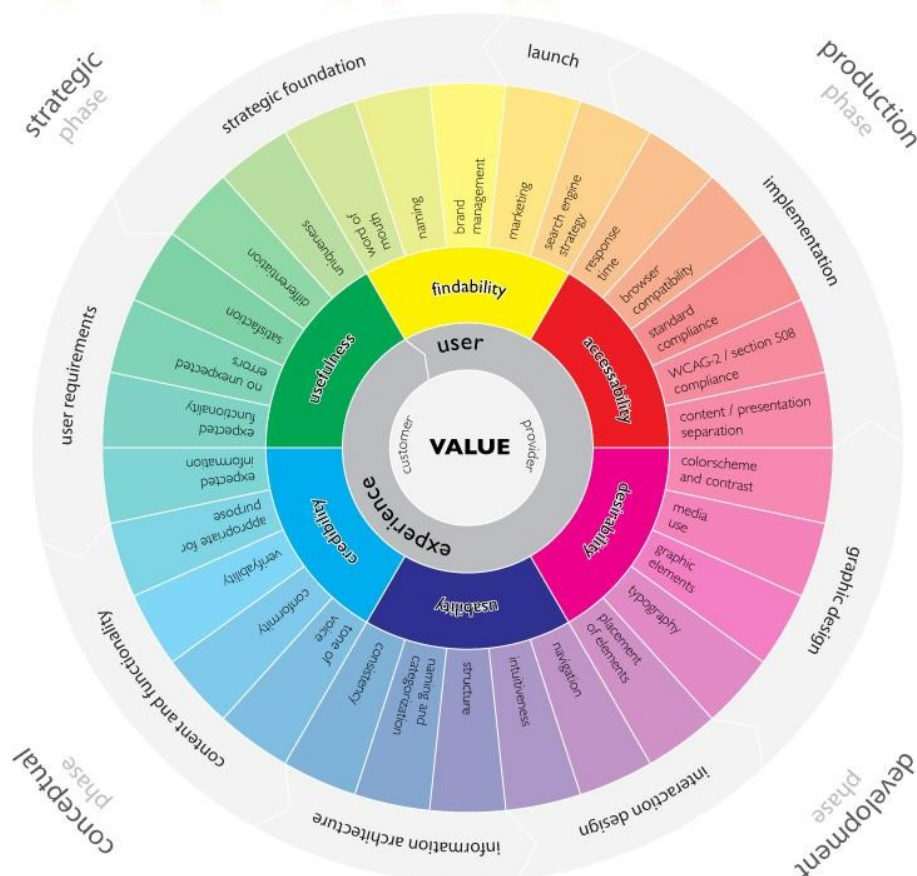 strategic
phase
production
phase
development
phase
conceptual
phase
launch
implementation
graphic design
interaction design
information architecture
content and functionality
user requirements
strategic foundation
brand
management
marketing
search engine
strategy
response
time
browser
compatibility
standard
compliance
WCAG-2 / section 508
compliance
content / presentation
separation
colorscheme
and contrast
media
use
graphic
elements
typography
placement
of elements
navigation
intuitiveness
structure
naming and
categorization
consistency
tone of
voice
conformity
verifyability
appropriate for
purpose
expected
information
expected
functionality
no unexpected
errors
satisfaction
differentiation
uniqueness
word of
mouth
naming
findability
accessability
desirability
usability
credibility
usefulness
user
experience
customer
VALUE
provider